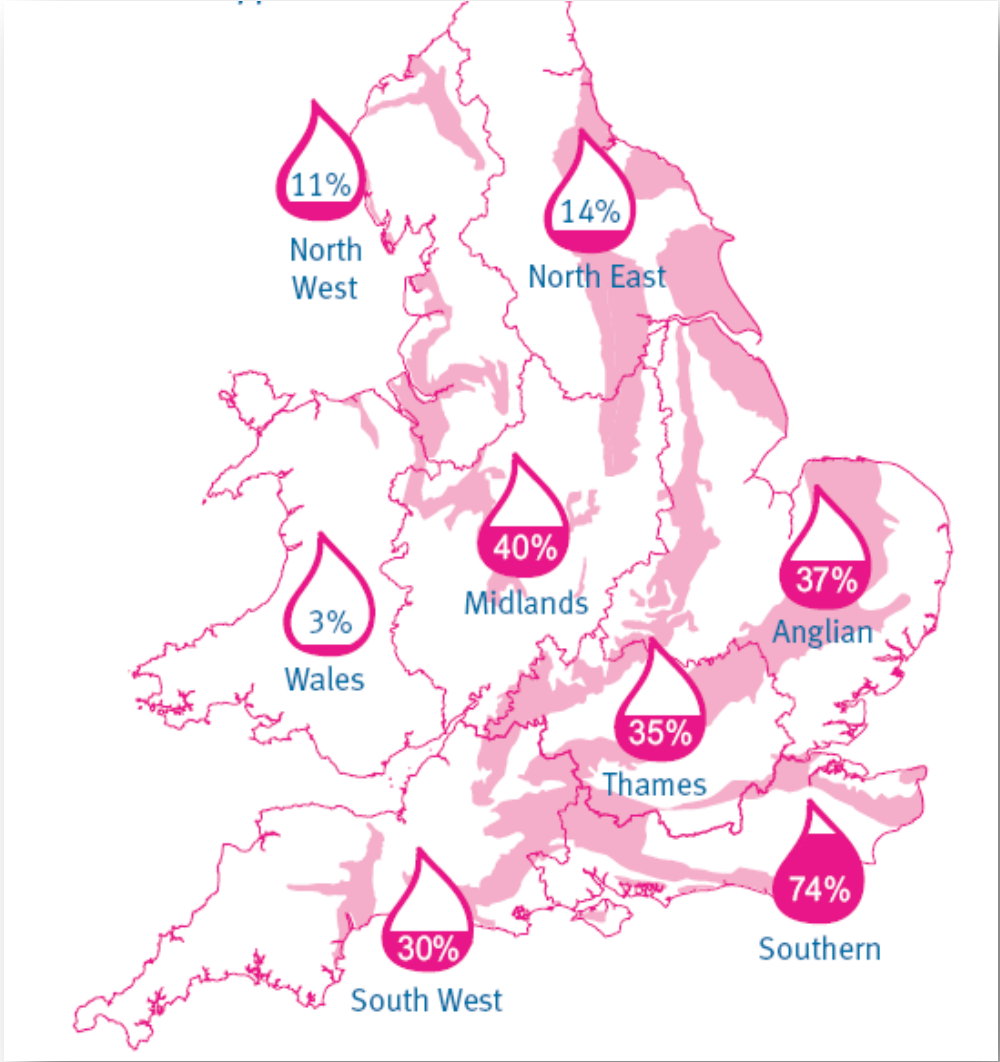 11%
North
West
14%
North East
40%
Midlands
37%
Anglian
3%
Wales
35%
Thames
74%
Southern
30%
South West